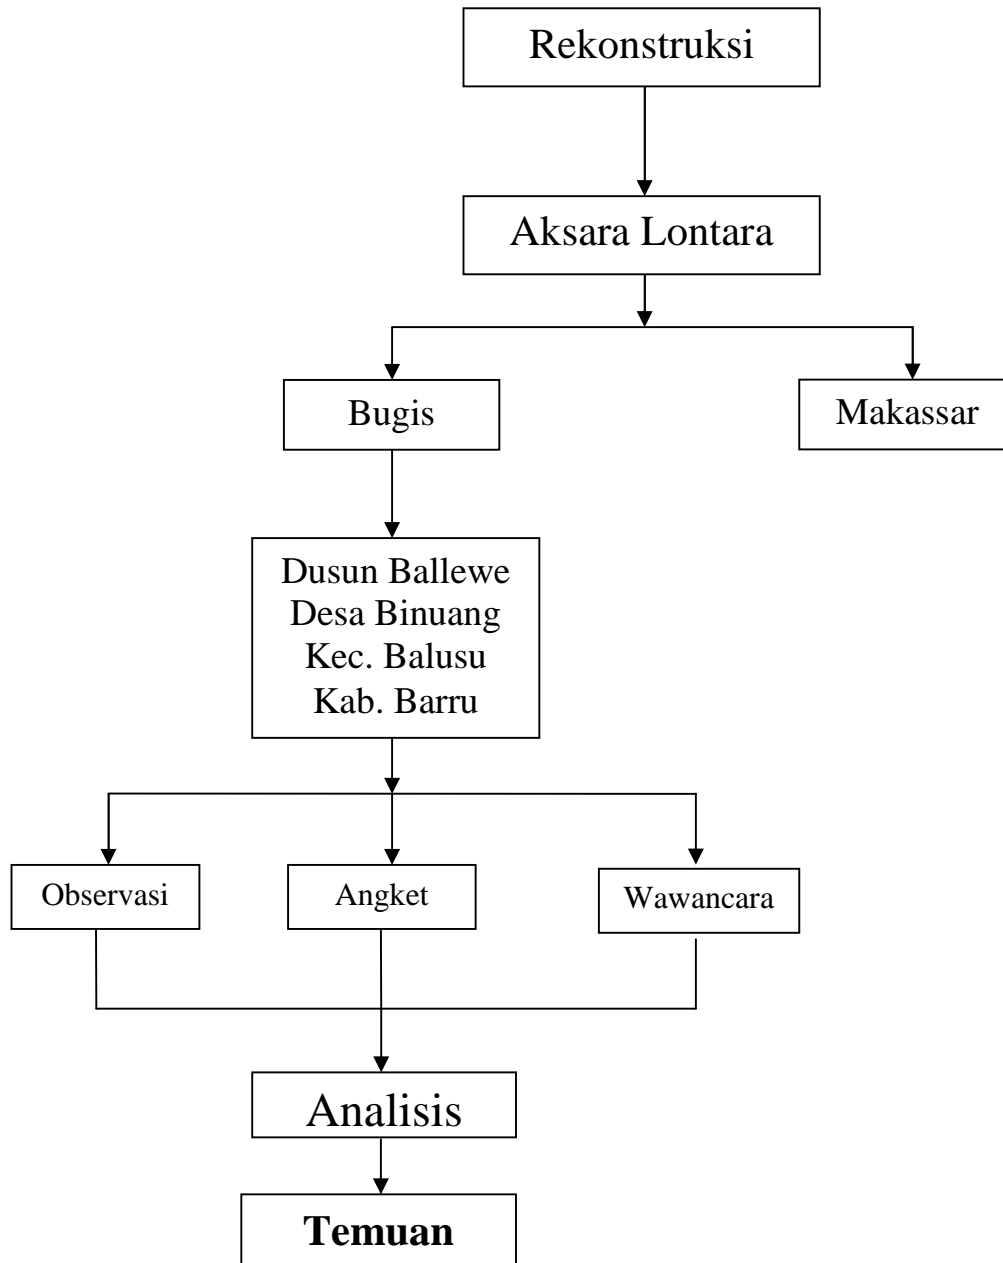 Rekonstruksi
Aksara Lontara
Bugis
Makassar
Dusun Ballewe
Desa Binuang
Kec. Balusu
Kab. Barru
Observasi
Angket
Wawancara
Analisis
Temuan